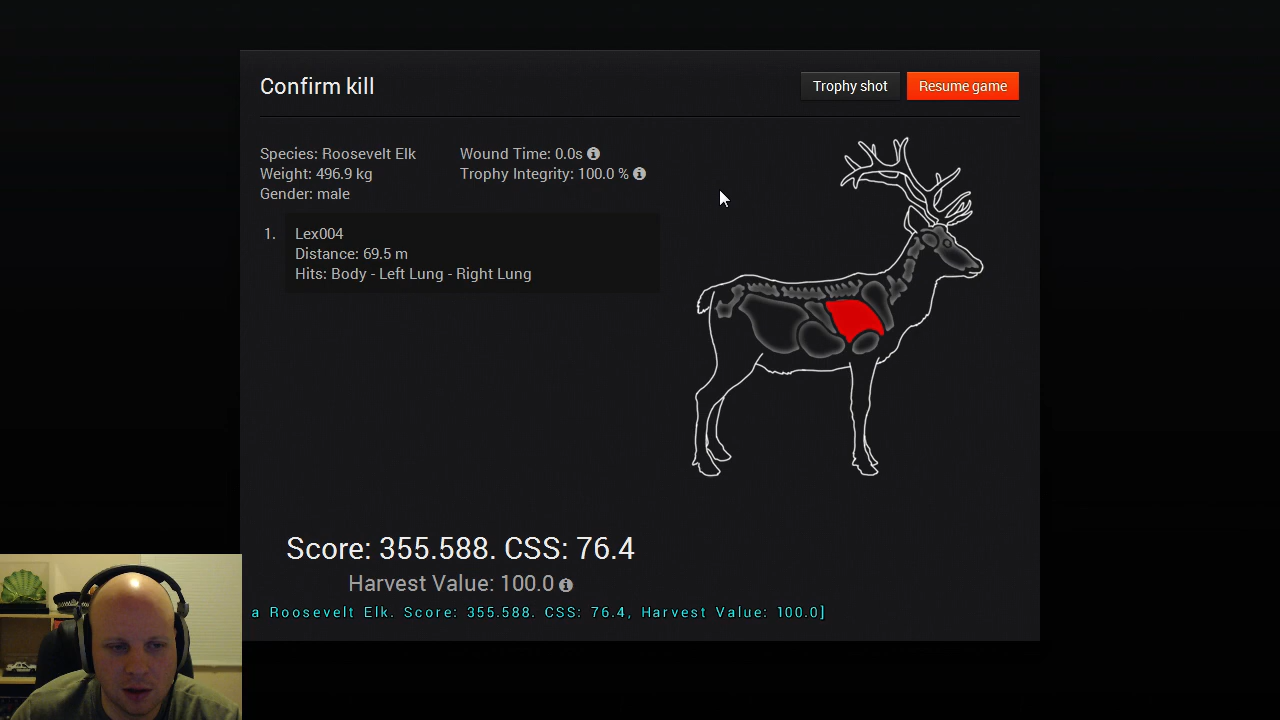 Confirm kill
Trophy shot
Resume game
Species: Roosevelt Elk
Weight: 496.9 kg
Gender: male
Wound Time: 0.0s
Trophy Integrity: 100.0 %
1.
Lex004
Distance: 69.5 m
Hits: Body - Left Lung - Right Lung
Score: 355.588. CSS: 76.4
Harvest Value: 100.0
a Roosevelt Elk. Score: 355.588. CSS: 76.4, Harvest Value: 100.0]